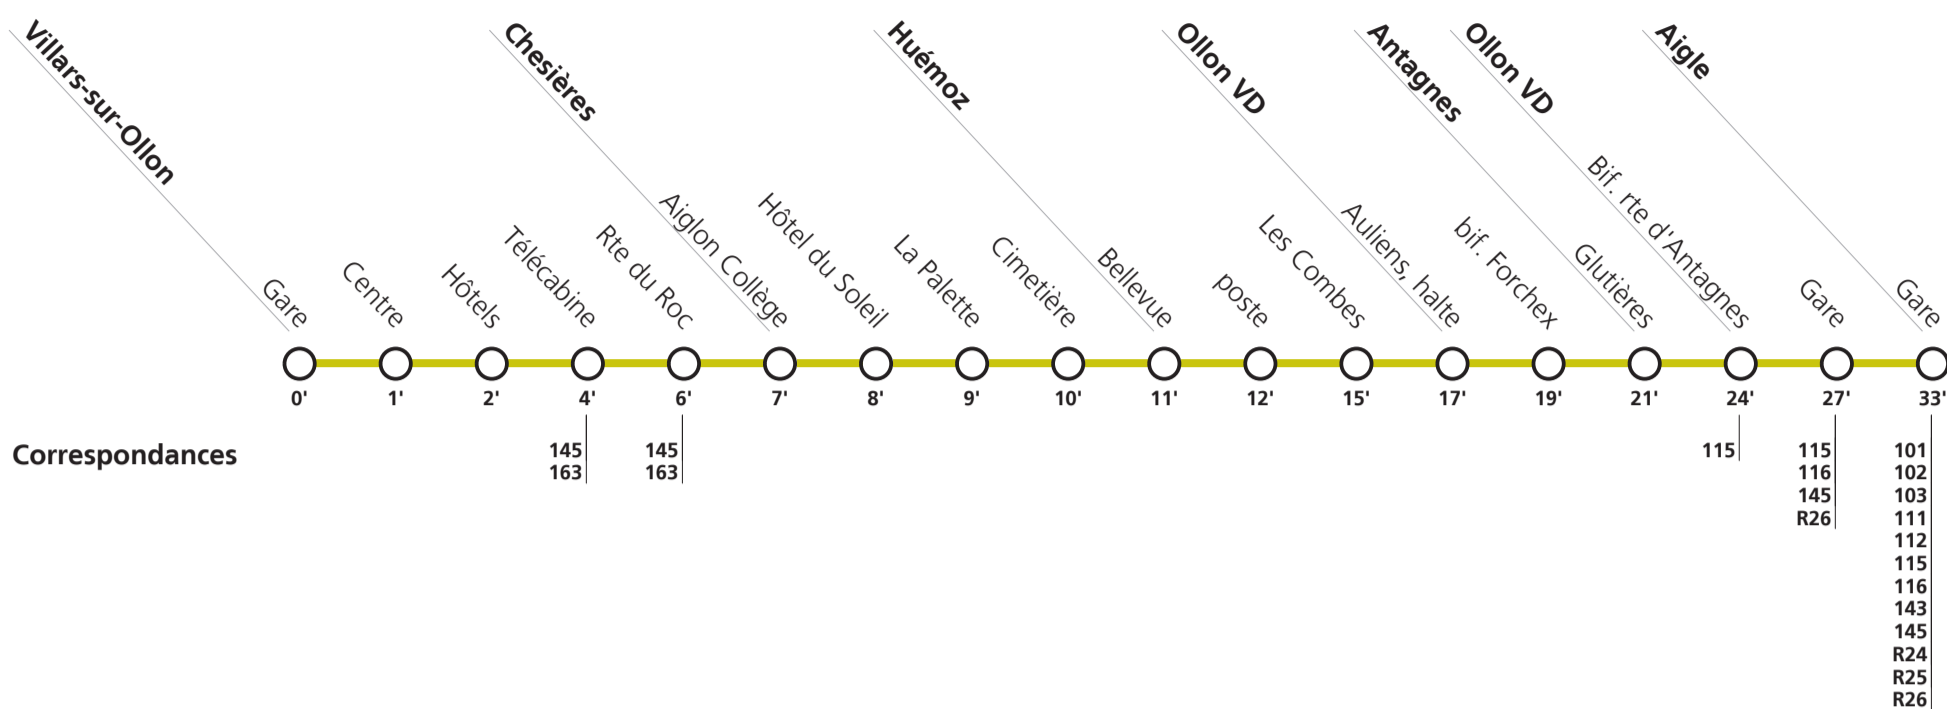 Villars-sur-Ollon
Chesières
Huémoz
Ollon VD
Antagnes
Ollon VD
Aigle
Gare
Centre
Hôtels
Télécabine
Rte du Roc
Aiglon Collège
Hôtel du Soleil
La Palette
Cimetière
Bellevue
poste
Les Combes
Auliens, halte
bif. Forchex
Glutières
Bif. rte d'Antagnes
Gare
Gare
0' 1' 2' 4' 6' 7' 8' 9' 10' 11' 12' 15' 17' 19' 21' 24' 27' 33'
Correspondances
145
163
145
163
115
115
116
145
R26
101
102
103
111
112
115
116
143
145
R24
R25
R26